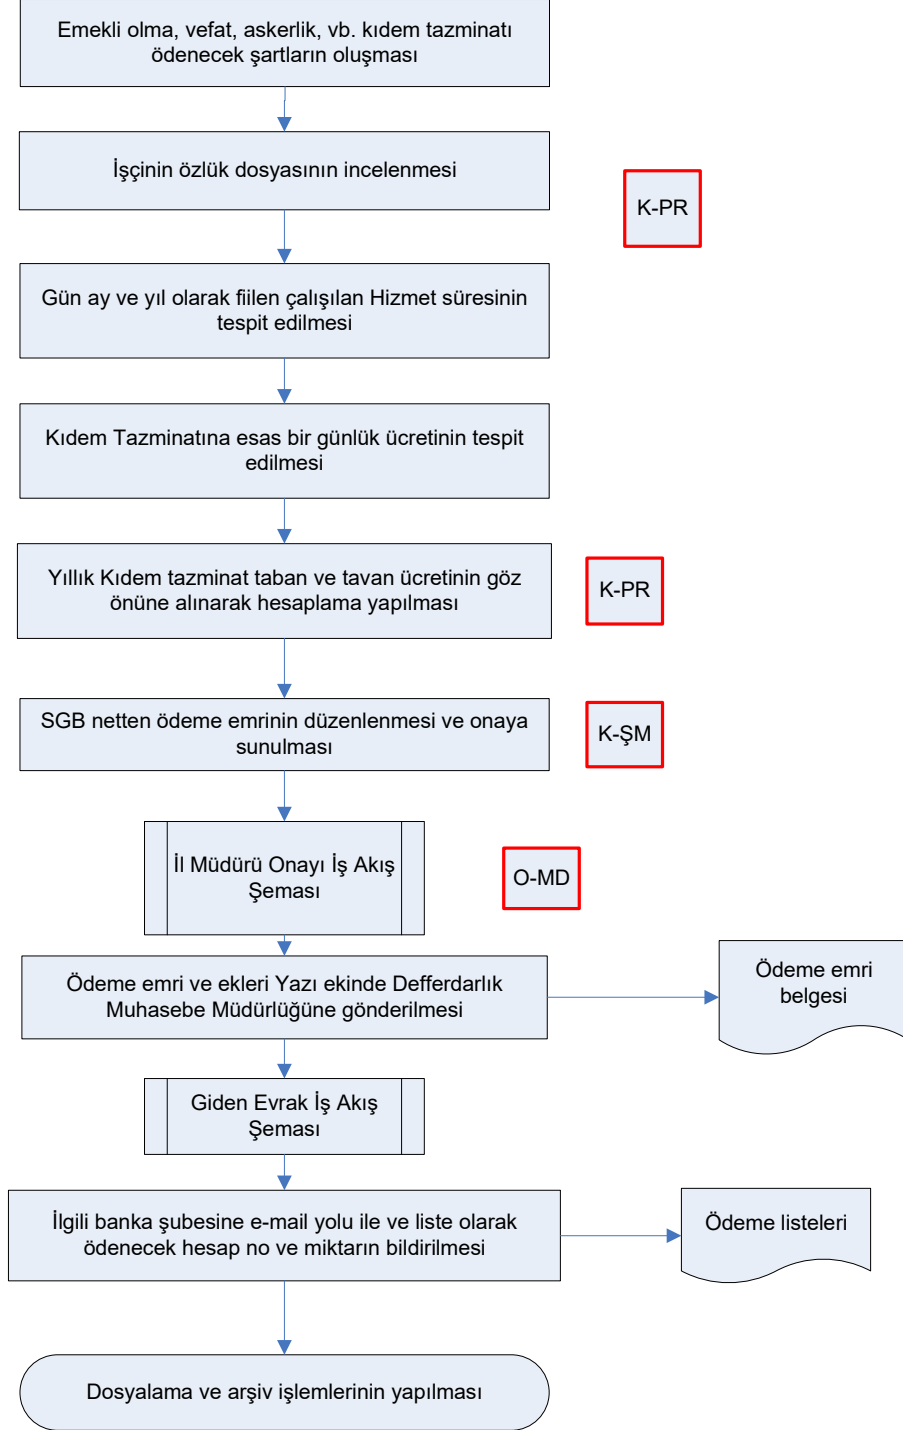 Emekli olma, vefat, askerlik, vb. kıdem tazminatı
ödenecek şartların oluşması
İşçinin özlük dosyasının incelenmesi
K-PR
Gün ay ve yıl olarak fiilen çalışılan Hizmet süresinin
tespit edilmesi
Kıdem Tazminatına esas bir günlük ücretinin tespit
edilmesi
Yıllık Kıdem tazminat taban ve tavan ücretinin göz
önüne alınarak hesaplama yapılması
K-PR
SGB netten ödeme emrinin düzenlenmesi ve onaya
sunulması
K-ŞM
İl Müdürü Onayı İş Akış
Şeması
O-MD
Ödeme emri ve ekleri Yazı ekinde Defferdarlık
Muhasebe Müdürlüğüne gönderilmesi
Ödeme emri
belgesi
Giden Evrak İş Akış
Şeması
İlgili banka şubesine e-mail yolu ile ve liste olarak
ödenecek hesap no ve miktarın bildirilmesi
Ödeme listeleri
Dosyalama ve arşiv işlemlerinin yapılması